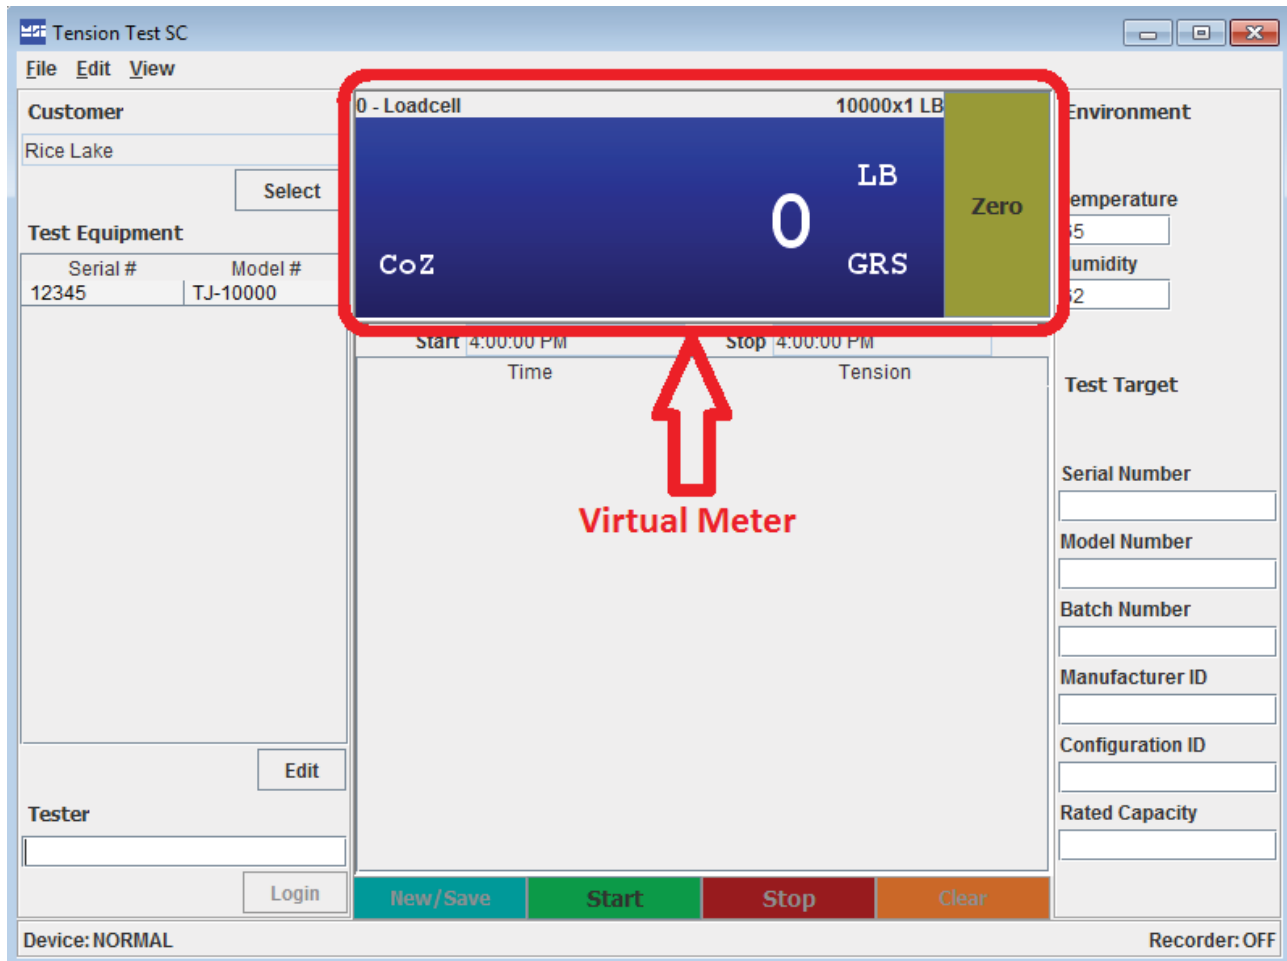 Tension Test SC
File Edit View
Customer
Rice Lake
Select
Test Equipment
Serial # Model #
12345 TJ-10000
Edit
Tester
Login
0 - Loadcell 10000x1 LB
LB
0
CoZ GRS
Zero
Start 4:00:00 PM Stop 4:00:00 PM
Time Tension
Virtual Meter
New/Save Start Stop Clear
Environment
Temperature
Humidity
Test Target
Serial Number
Model Number
Batch Number
Manufacturer ID
Configuration ID
Rated Capacity
Device: NORMAL Recorder: OFF